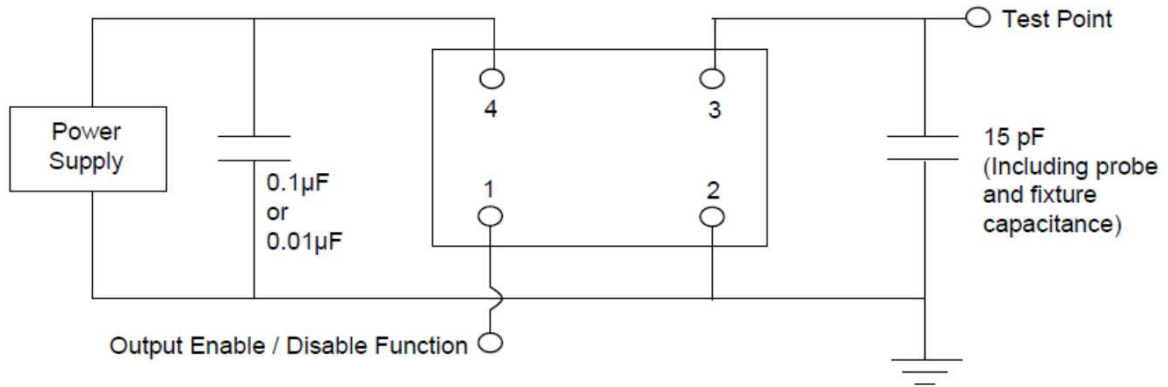 Test Point
Power
Supply
0.1µF
or
0.01µF
4
3
1
2
15 pF
(Including probe
and fixture
capacitance)
Output Enable / Disable Function